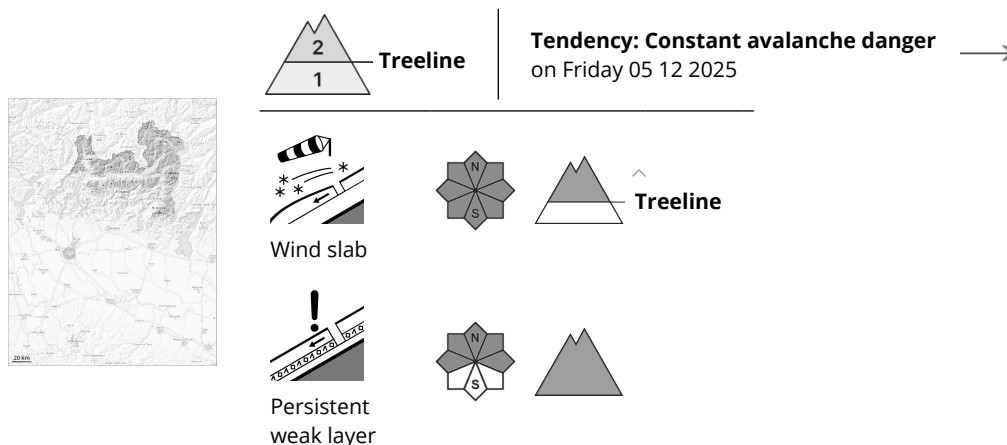 2
Treeline
1
Tendency: Constant avalanche danger
on Friday 05 12 2025
N
S
Treeline
Wind slab
20 km
N
S
Persistent
weak layer